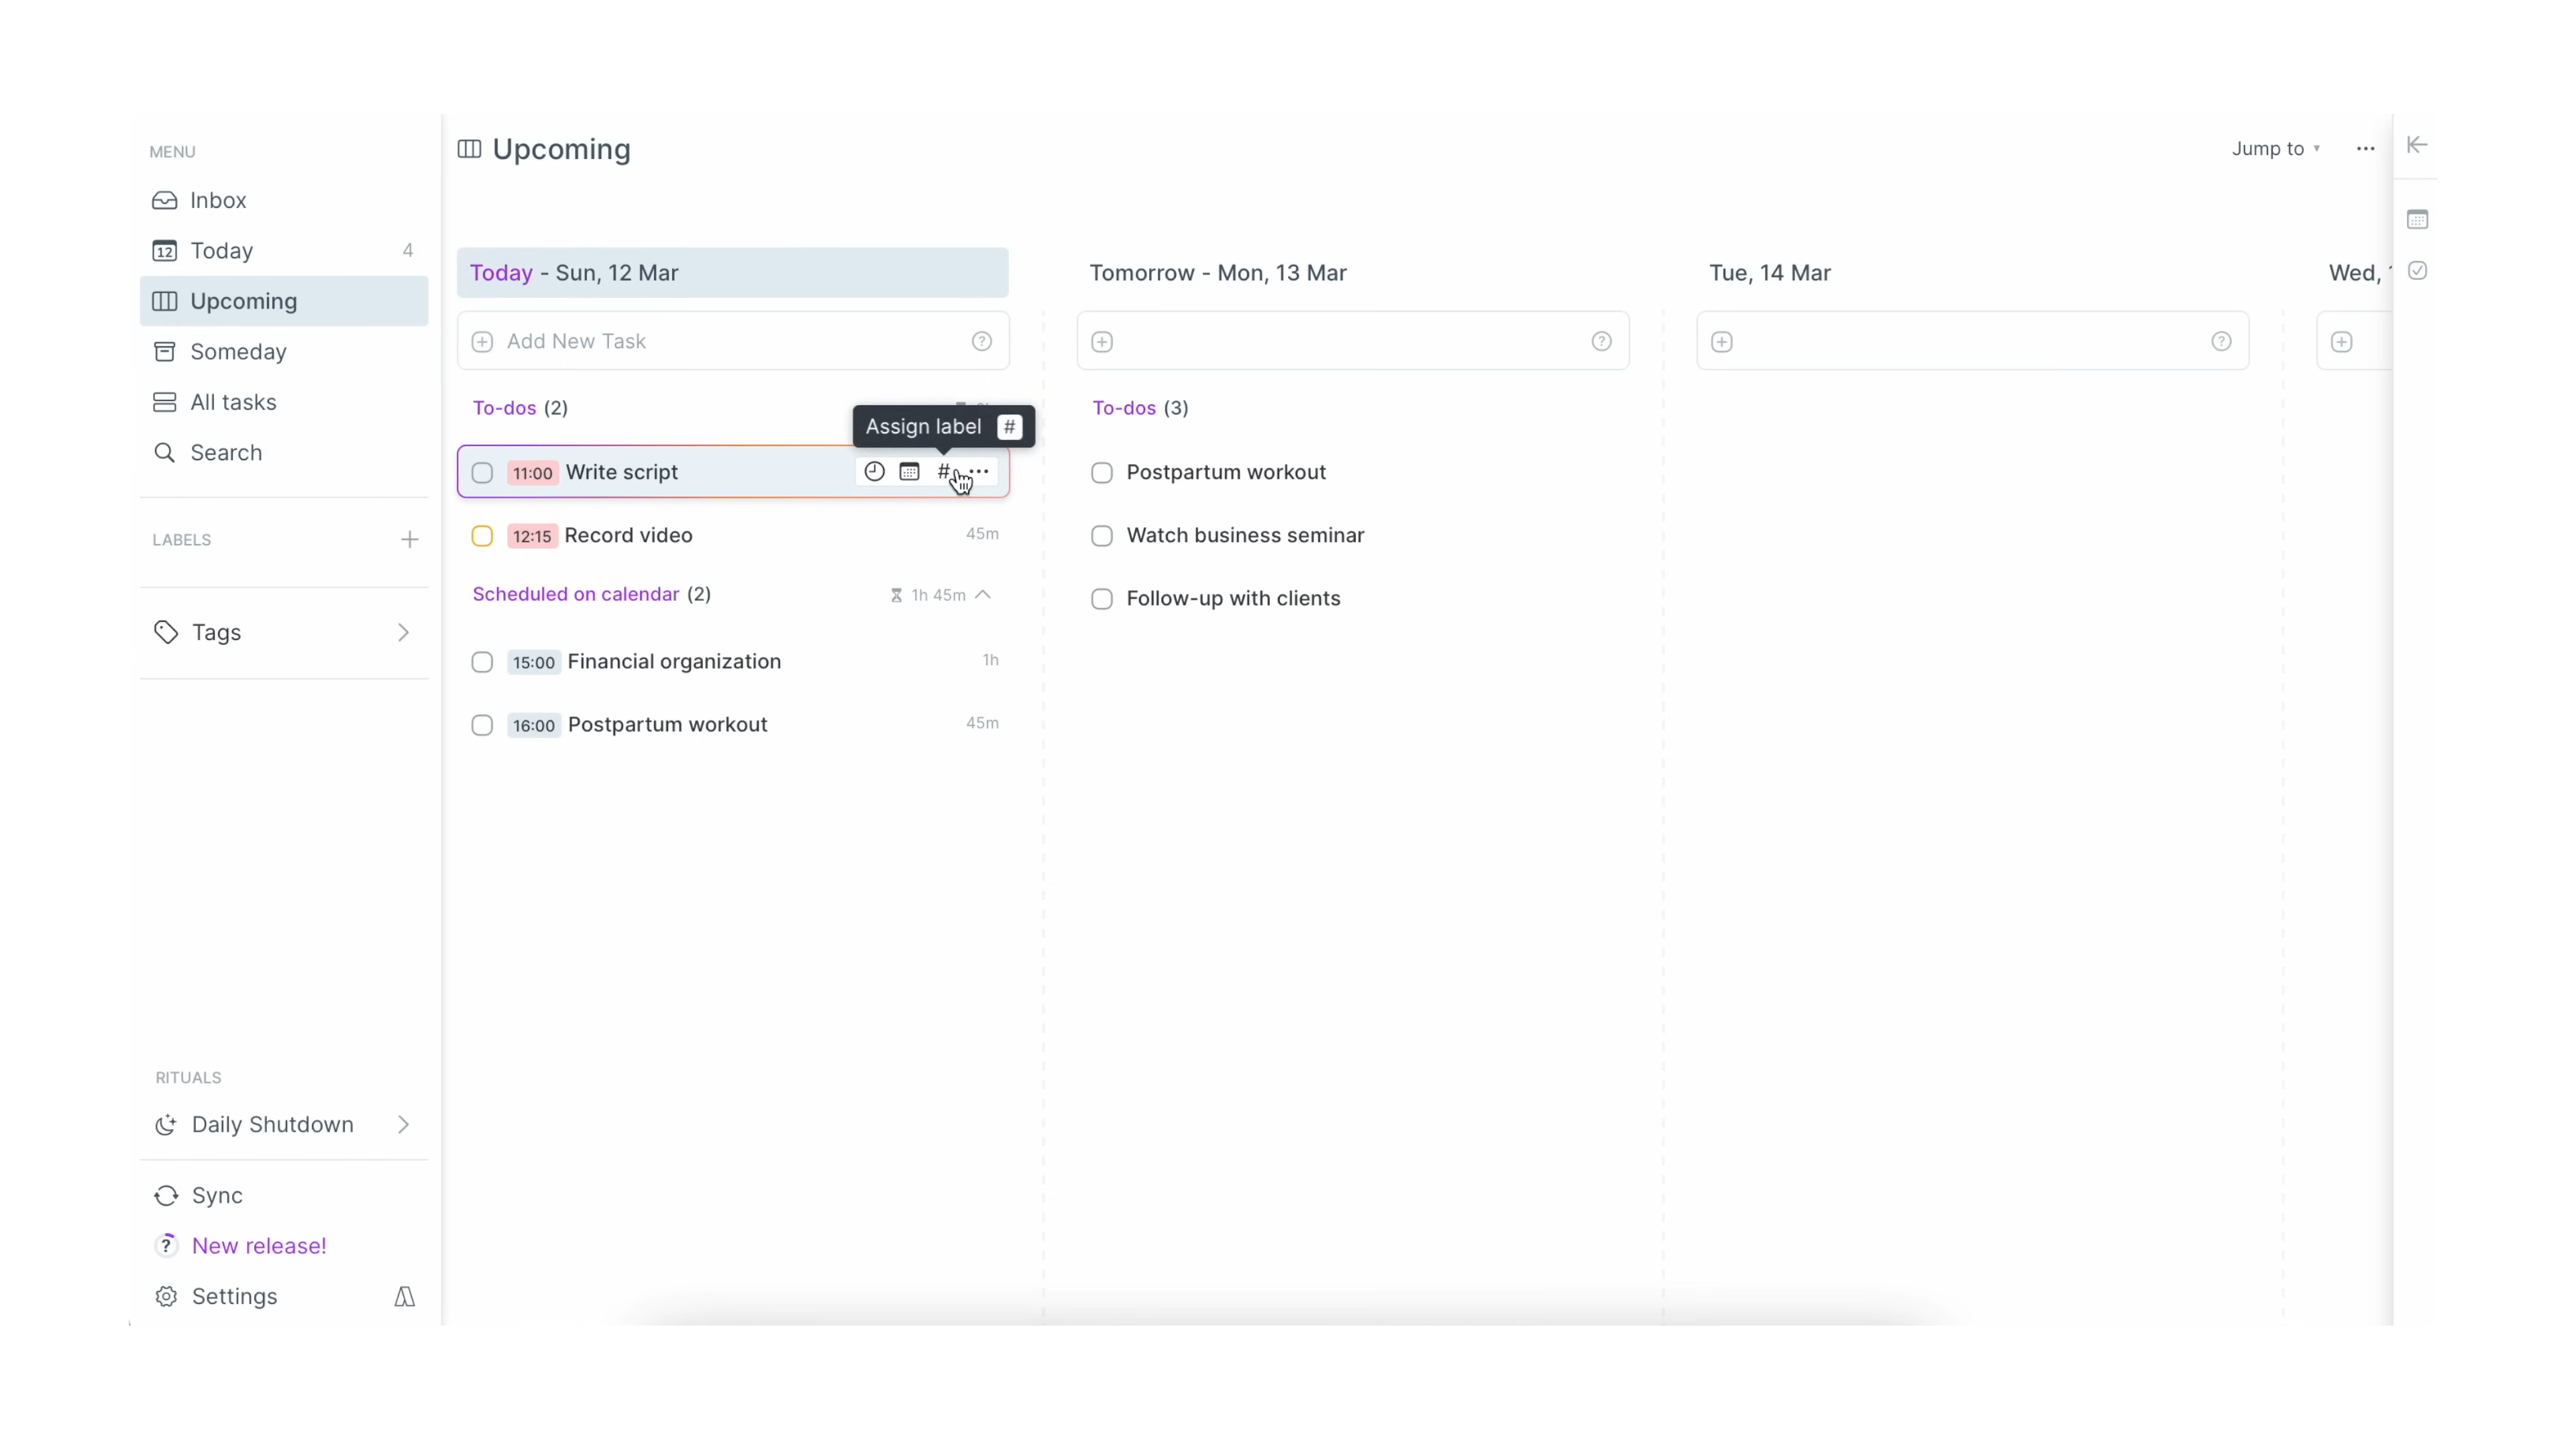 MENU
Inbox
Today 4
Upcoming
Someday
All tasks
Search
LABELS
Tags
RITUALS
Daily Shutdown
Sync
New release!
Settings
Upcoming
Jump to
Today - Sun, 12 Mar
Add New Task
To-dos (2)
Assign label #
11:00 Write script #
12:15 Record video 45m
Scheduled on calendar (2) 1h 45m
15:00 Financial organization 1h
16:00 Postpartum workout 45m
Tomorrow - Mon, 13 Mar
To-dos (3)
Postpartum workout
Watch business seminar
Follow-up with clients
Tue, 14 Mar
Wed,